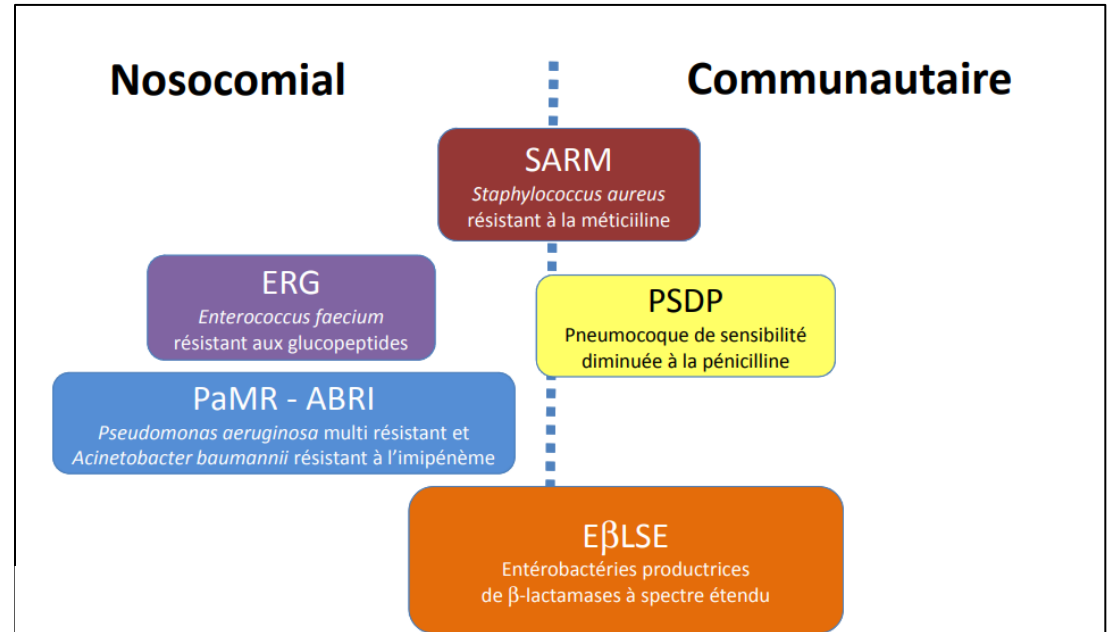 Nosocomial
Communautaire
SARM
Staphylococcus aureus
résistant à la méticiiline
ERG
Enterococcus faecium
résistant aux glucopeptides
PSDP
Pneumocoque de sensibilité
diminuée à la pénicilline
PaMR - ABRI
Pseudomonas aeruginosa multi résistant et
Acinetobacter baumannii résistant à l'imipénème
EβLSE
Entérobactéries productrices
de β-lactamases à spectre étendu